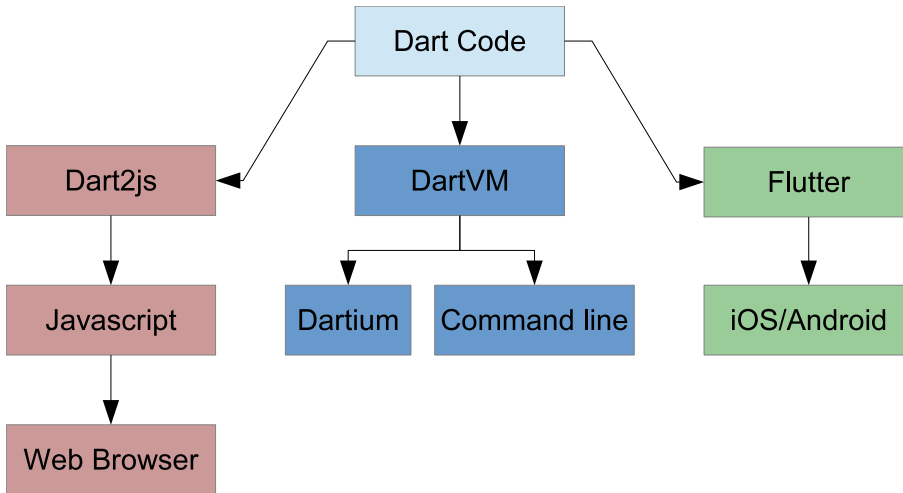 Dart Code
Dart2js
DartVM
Flutter
Javascript
Dartium
Command line
iOS/Android
Web Browser